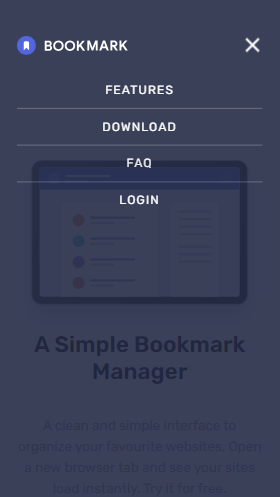 BOOKMARK
FEATURES
DOWNLOAD
FAQ
LOGIN
A Simple Bookmark
Manager
A clean and simple interface to
organize your favourite websites. Open
a new browser tab and see your sites
load instantly. Try it for free.